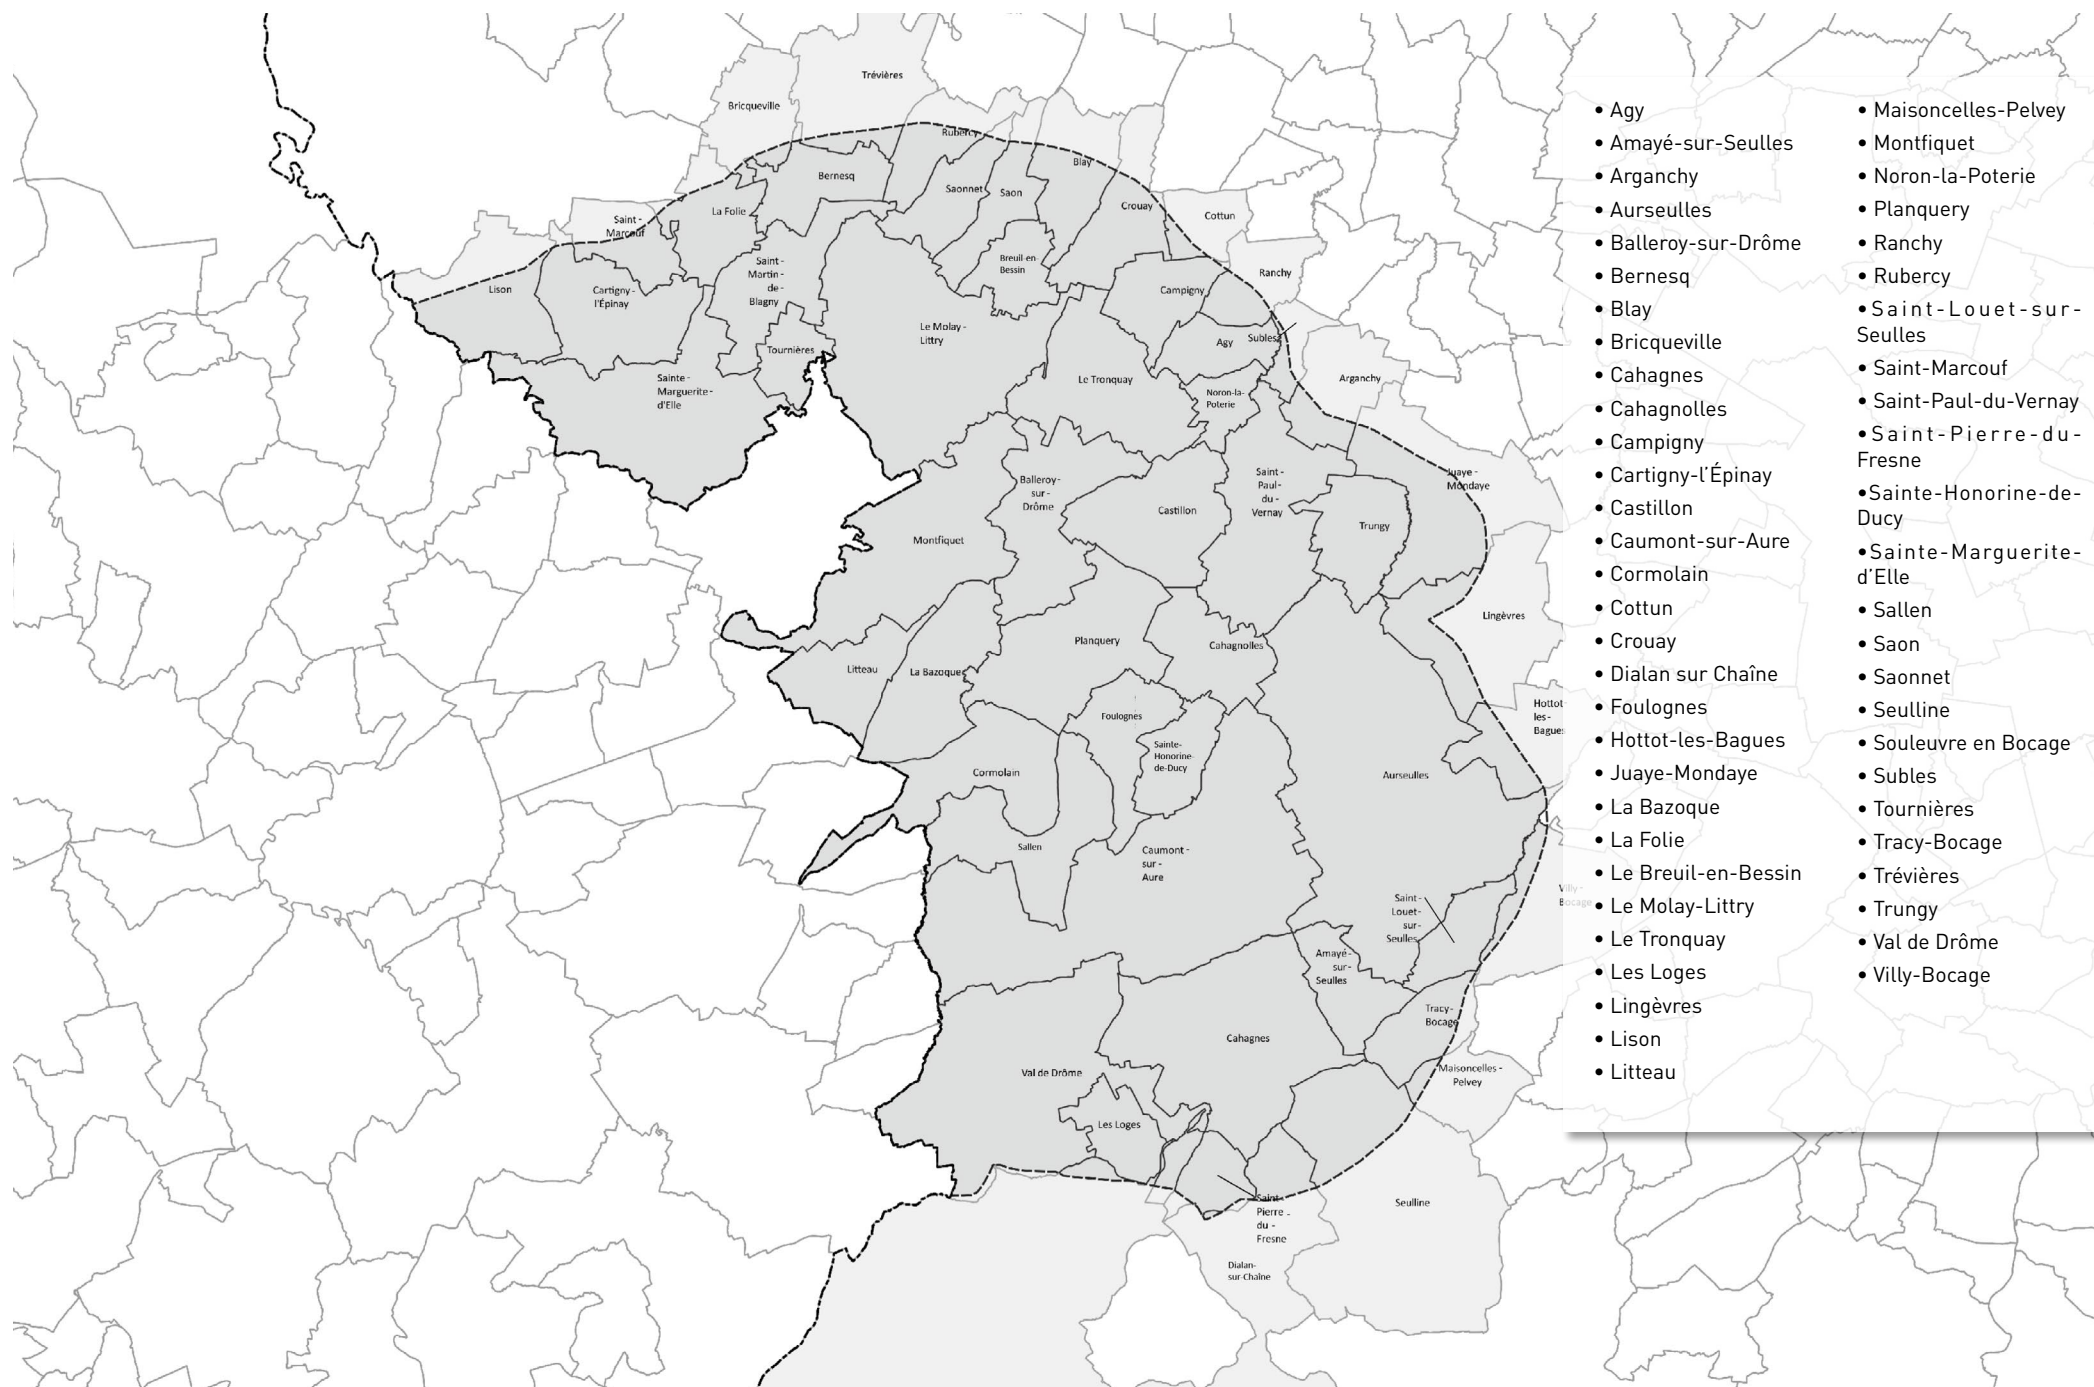 Trévières
Bricqueville
Rubercy
Blay
Bernesq
Saonnet
Saon
Crouay
La Folie
Cottun
Saint -
Marcouf
Breuil-en-
Bessin
Ranchy
Saint -
Martin -
de -
Blagny
Lison
Cartigny -
l'Épinay
Campigny
Le Molay -
Littry
Agy
Subles
Tournières
Le Tronquay
Arganchy
Sainte -
Marguerite -
d'Elle
Noron-la-
Poterie
Juaye -
Mondaye
Balleroy -
sur -
Drôme
Saint -
Paul -
du -
Vernay
Castillon
Trungy
Montfiquet
Lingèvres
Planquery
Cahagnolles
Litteau
La Bazoque
Hottot
les -
Bagues
Foulognes
Sainte-
Honorine-
de-Ducy
Cormolain
Aurseulles
Sallen
Caumont -
sur -
Aure
Villy -
Bocage
Saint -
Louet-
sur-
Seulles
Amayé-
sur-
Seulles
Tracy-
Bocage
Cahagnes
Val de Drôme
Maisoncelles -
Pelvey
Les Loges
Saint -
Pierre -
du -
Fresne
Seulline
Dialan-
sur-Chaîne
• Agy
• Amayé-sur-Seulles
• Arganchy
• Aurseulles
• Balleroy-sur-Drôme
• Bernesq
• Blay
• Bricqueville
• Cahagnes
• Cahagnolles
• Campigny
• Cartigny-l'Épinay
• Castillon
• Caumont-sur-Aure
• Cormolain
• Cottun
• Crouay
• Dialan sur Chaîne
• Foulognes
• Hottot-les-Bagues
• Juaye-Mondaye
• La Bazoque
• La Folie
• Le Breuil-en-Bessin
• Le Molay-Littry
• Le Tronquay
• Les Loges
• Lingèvres
• Lison
• Litteau
• Maisoncelles-Pelvey
• Montfiquet
• Noron-la-Poterie
• Planquery
• Ranchy
• Rubercy
• Saint-Louet-sur-
Seulles
• Saint-Marcouf
• Saint-Paul-du-Vernay
• Saint-Pierre-du-
Fresne
• Sainte-Honorine-de-
Ducy
• Sainte-Marguerite-
d'Elle
• Sallen
• Saon
• Saonnet
• Seulline
• Souleuvre en Bocage
• Subles
• Tournières
• Tracy-Bocage
• Trévières
• Trungy
• Val de Drôme
• Villy-Bocage